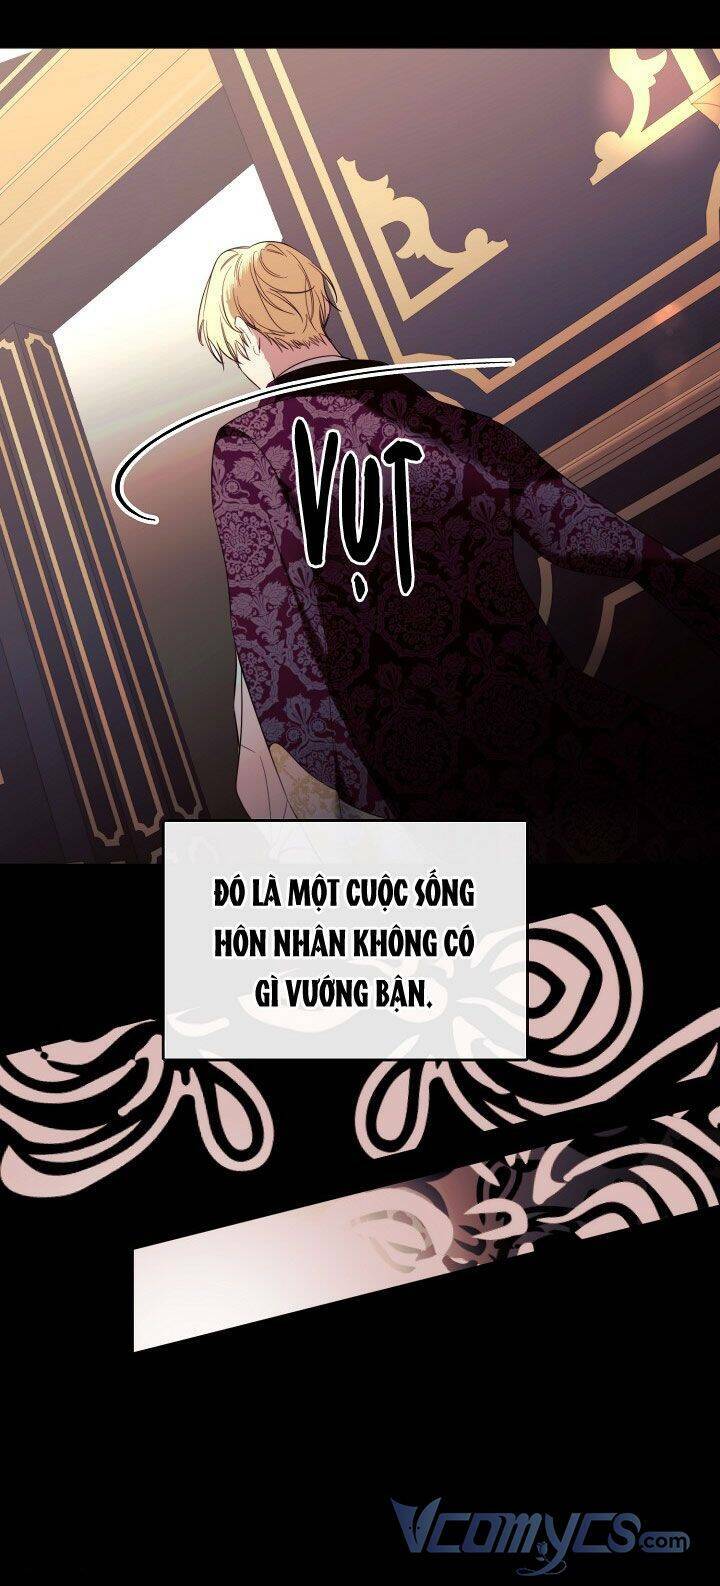 VỤT
ĐÓ LÀ MỘT CUỘC SỐNG
HÔN NHÂN KHÔNG CÓ
GÌ VƯỚNG BẬN.
VCOMYCS.com